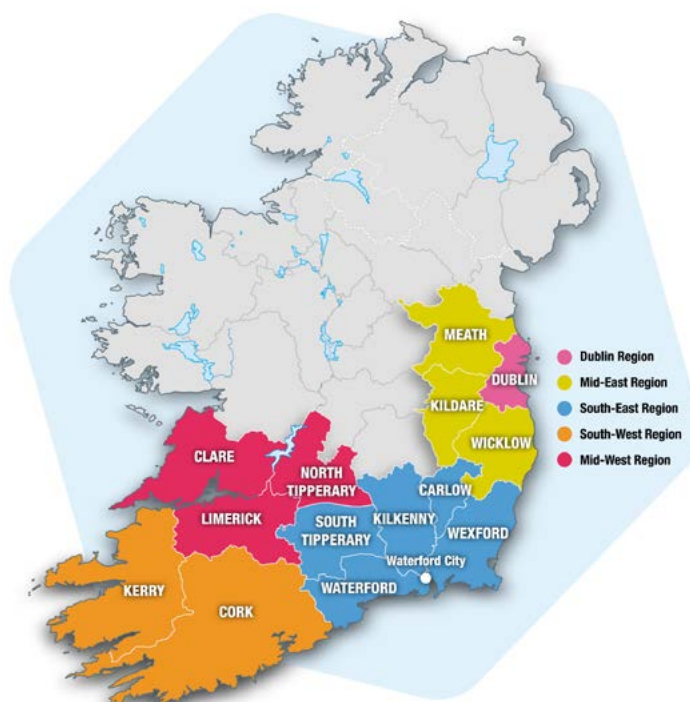 MEATH
DUBLIN
KILDARE
WICKLOW
Dublin Region
Mid-East Region
South-East Region
South-West Region
Mid-West Region
CLARE
NORTH
TIPPERARY
LIMERICK
CARLOW
KILKENNY
SOUTH
TIPPERARY
WEXFORD
Waterford City
WATERFORD
KERRY
CORK